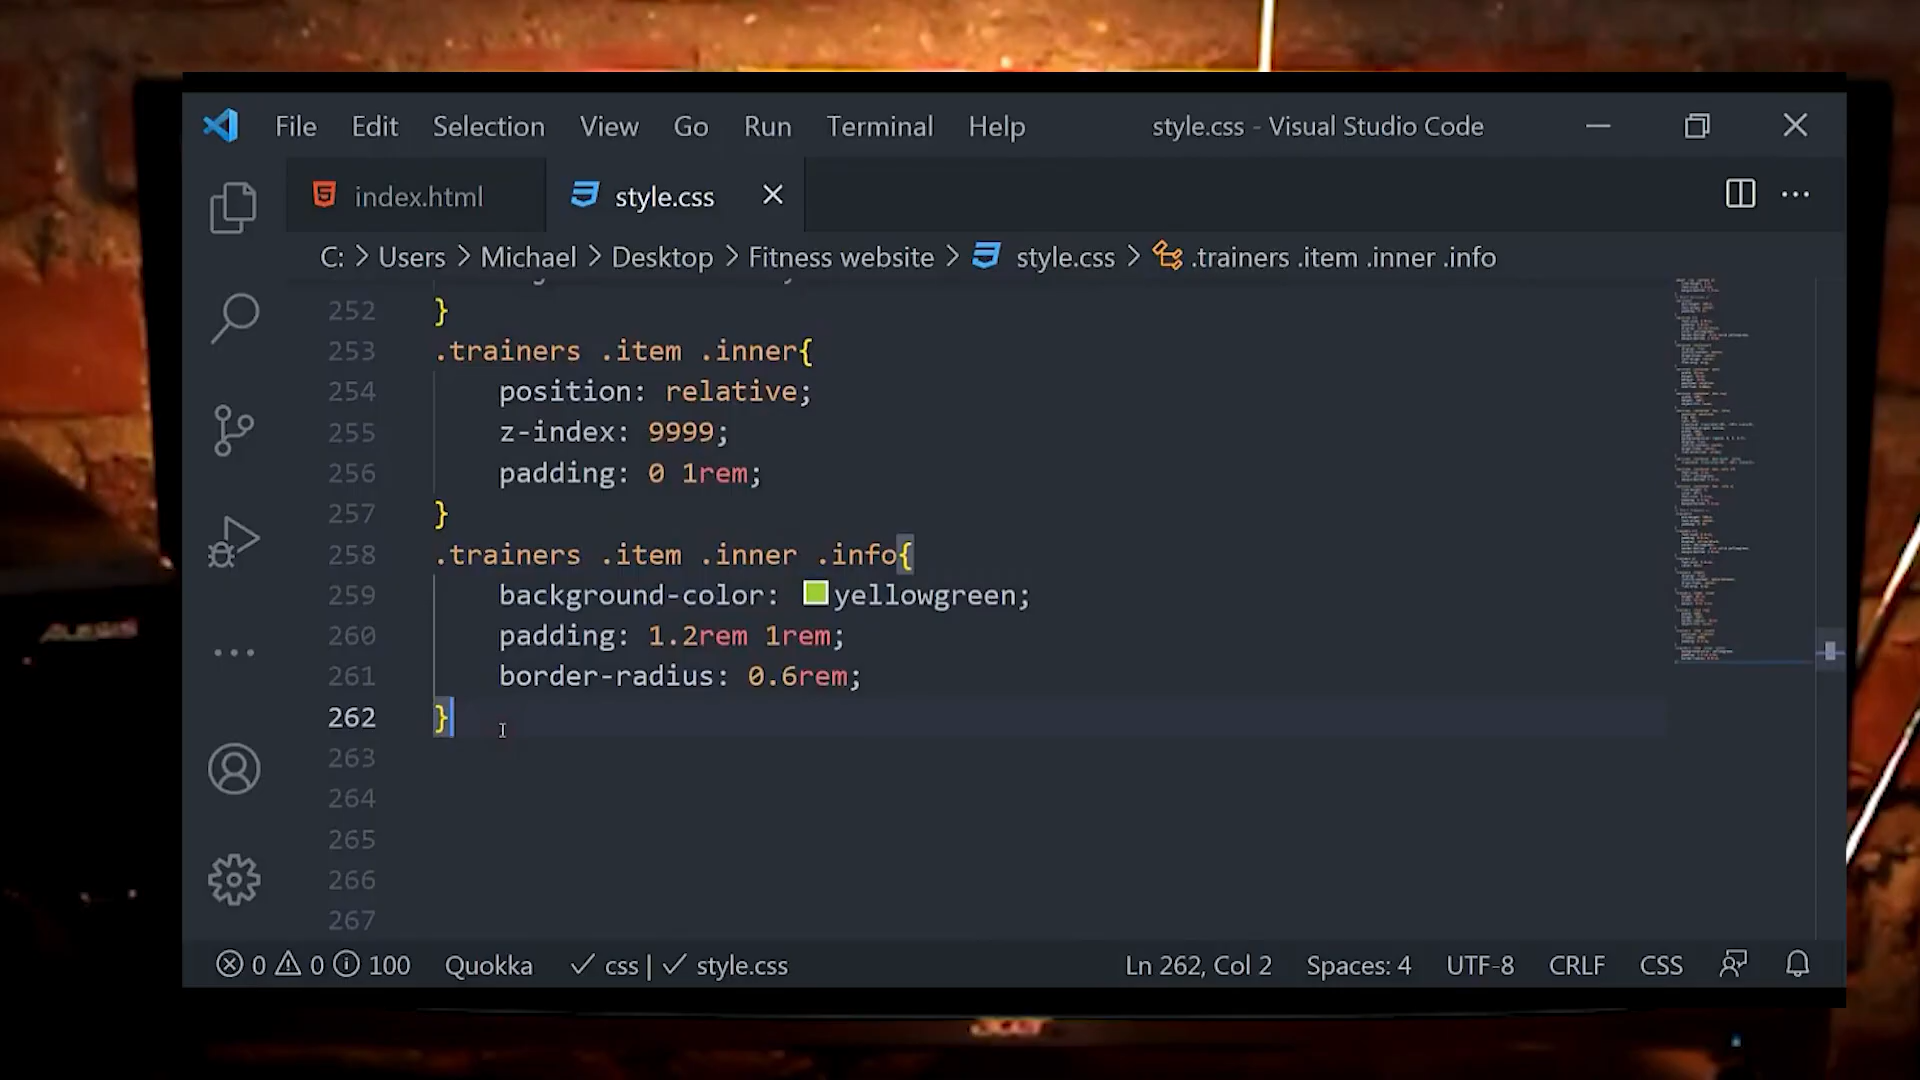 File Edit Selection View Go Run Terminal Help style.css - Visual Studio Code
index.html style.css
C: > Users > Michael > Desktop > Fitness website > style.css > .trainers .item .inner .info
252 }
253 .trainers .item .inner{
254 position: relative;
255 z-index: 9999;
256 padding: 0 1rem;
257 }
258 .trainers .item .inner .info{
259 background-color: yellowgreen;
260 padding: 1.2rem 1rem;
261 border-radius: 0.6rem;
262 }
263
264
265
266
267
0 0 100 Quokka css | style.css Ln 262, Col 2 Spaces: 4 UTF-8 CRLF CSS
ALESIS
acer